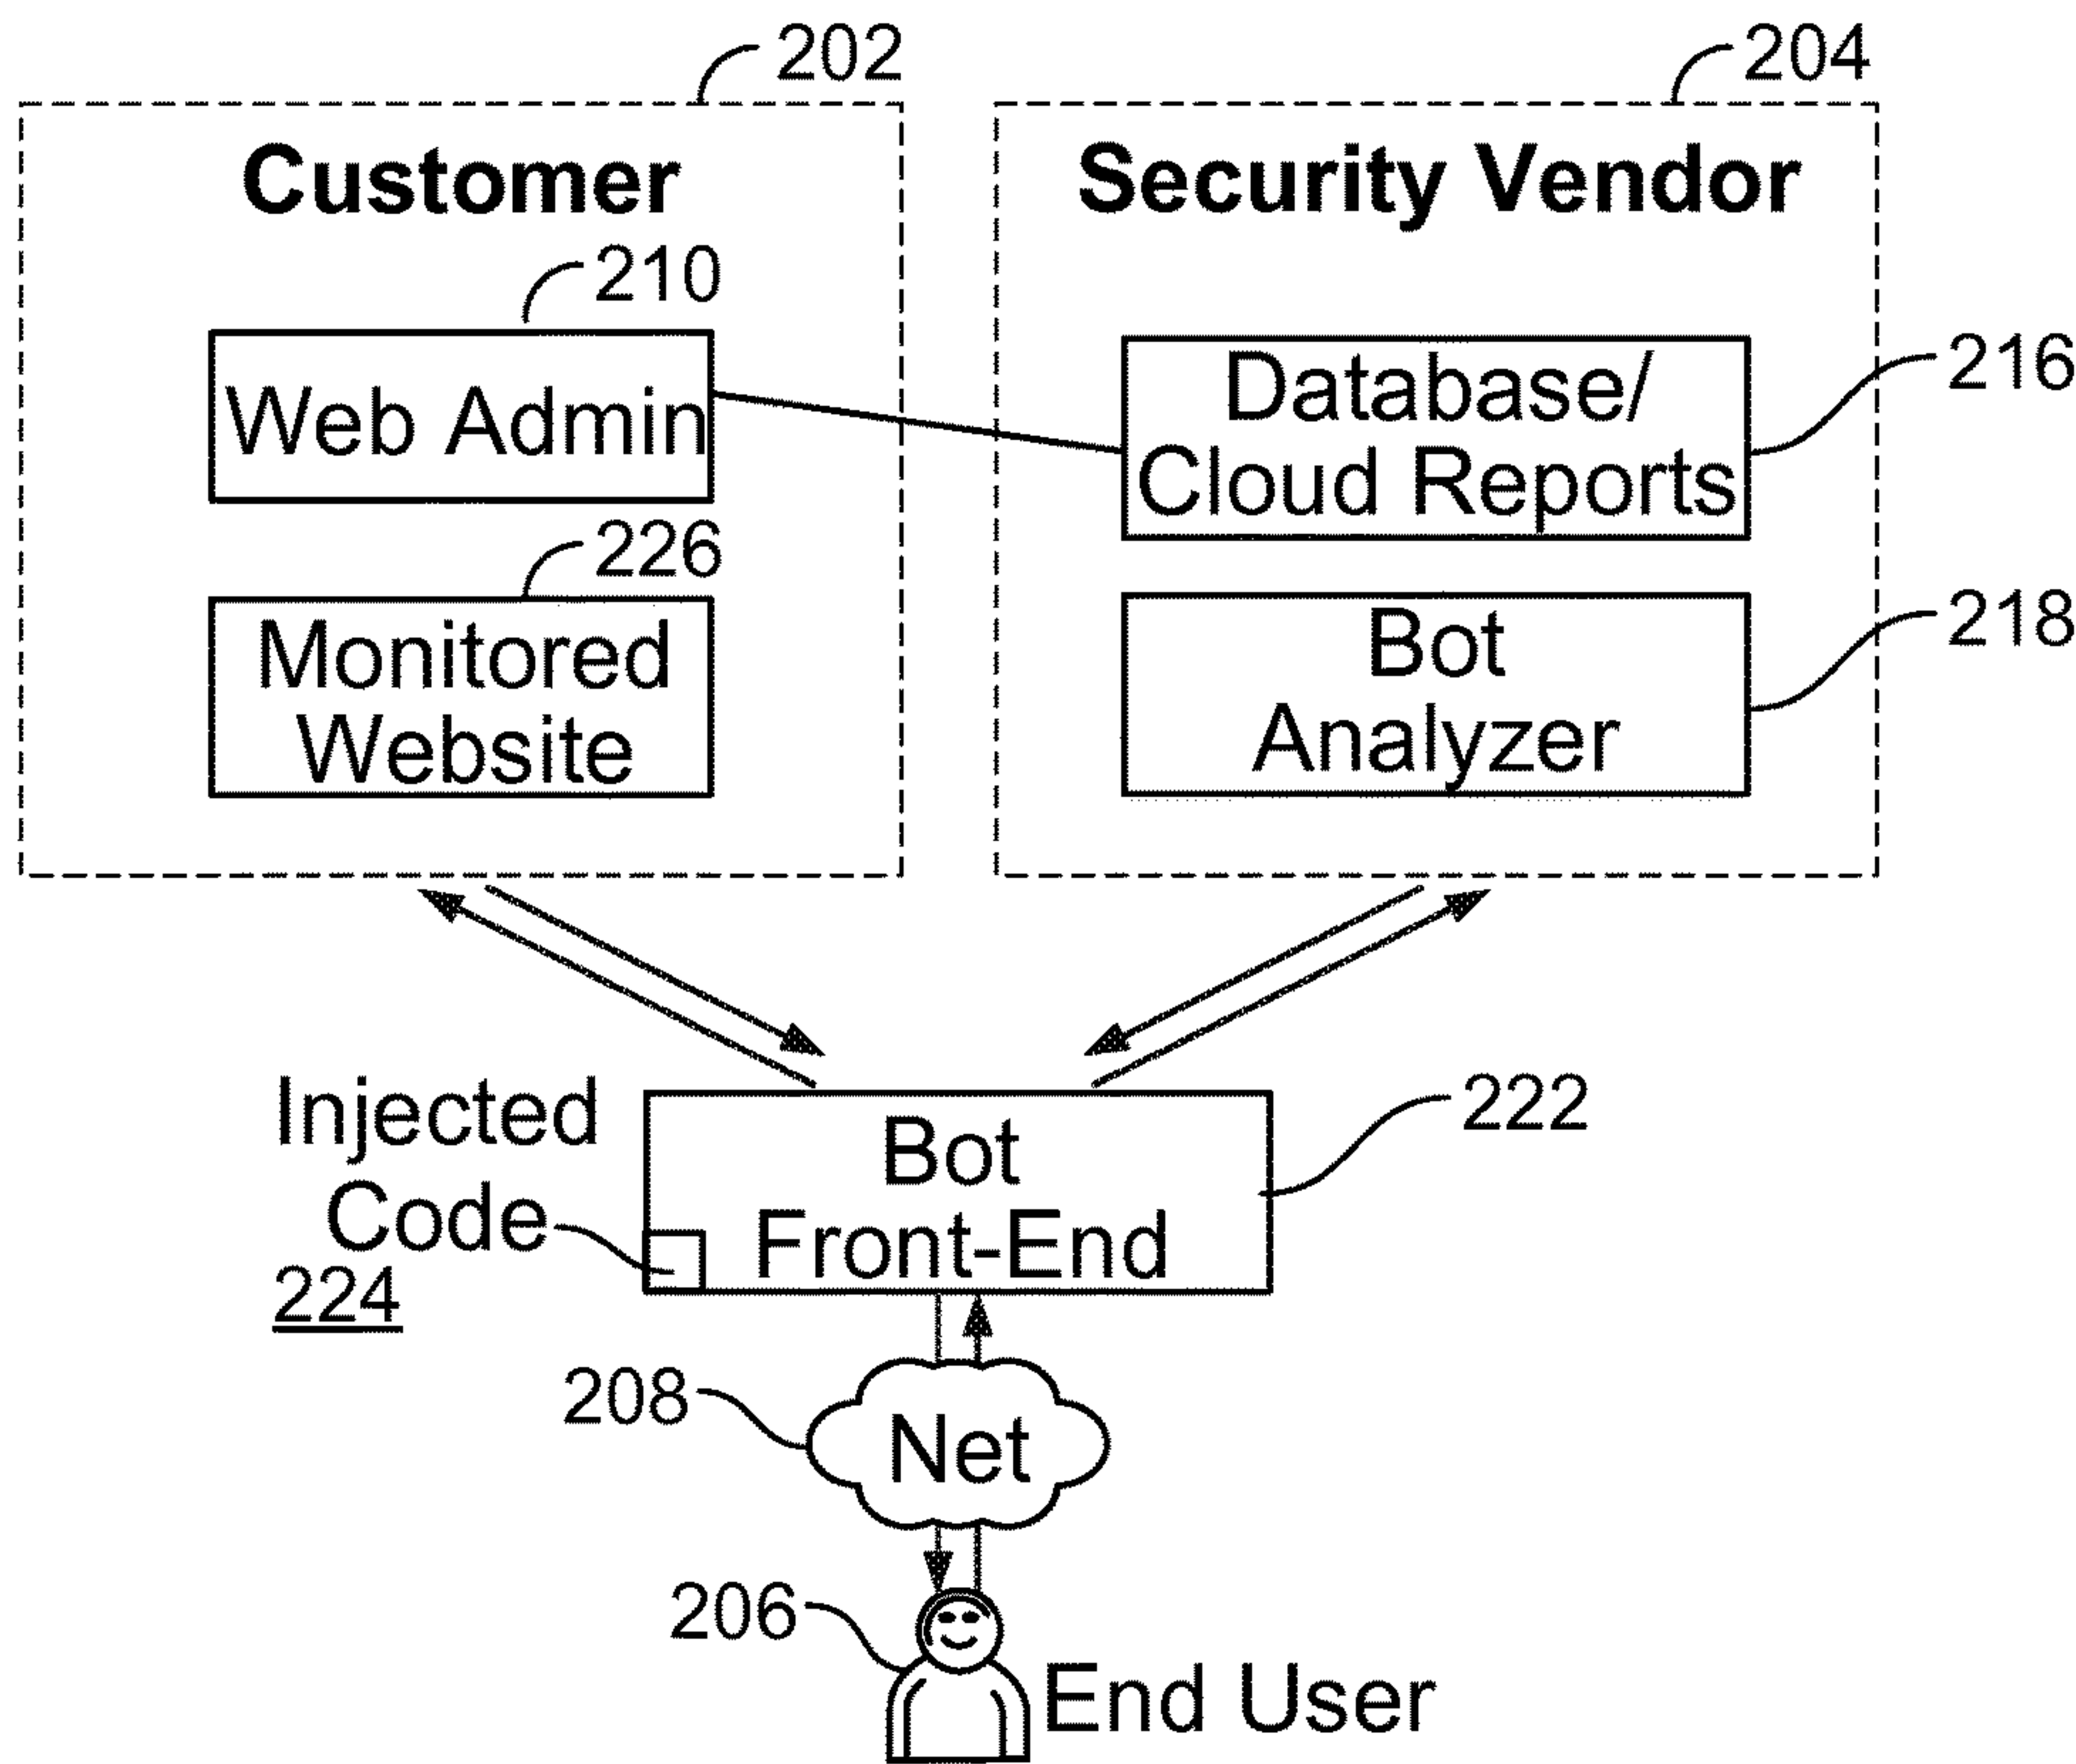 202
204
Customer
Security Vendor
210
Web Admin
Database/
Cloud Reports
216
226
Monitored
Website
Bot
Analyzer
218
Injected
Code
224
Bot
Front-End
222
208
Net
206
End User